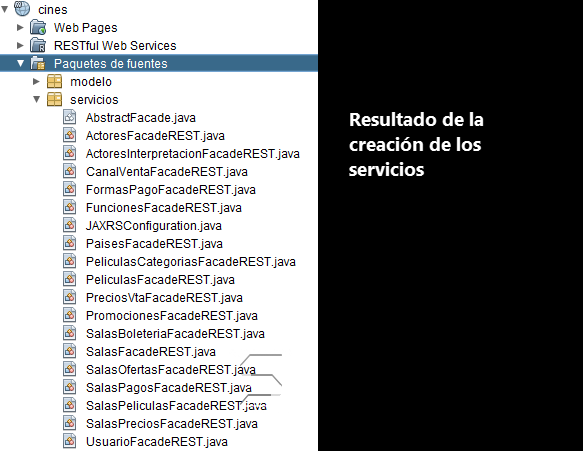 cines
Web Pages
RESTful Web Services
Paquetes de fuentes
modelo
servicios
AbstractFacade.java
ActoresFacadeREST.java
ActoresInterpretacionFacadeREST.java
CanalVentaFacadeREST.java
FormasPagoFacadeREST.java
FuncionesFacadeREST.java
JAXRSConfiguration.java
PaisesFacadeREST.java
PeliculasCategoriasFacadeREST.java
PeliculasFacadeREST.java
PreciosVtaFacadeREST.java
PromocionesFacadeREST.java
SalasBoleteriaFacadeREST.java
SalasFacadeREST.java
SalasOfertasFacadeREST.java
SalasPagosFacadeREST.java
SalasPeliculasFacadeREST.java
SalasPreciosFacadeREST.java
UsuarioFacadeREST.java
Resultado de la
creación de los
servicios